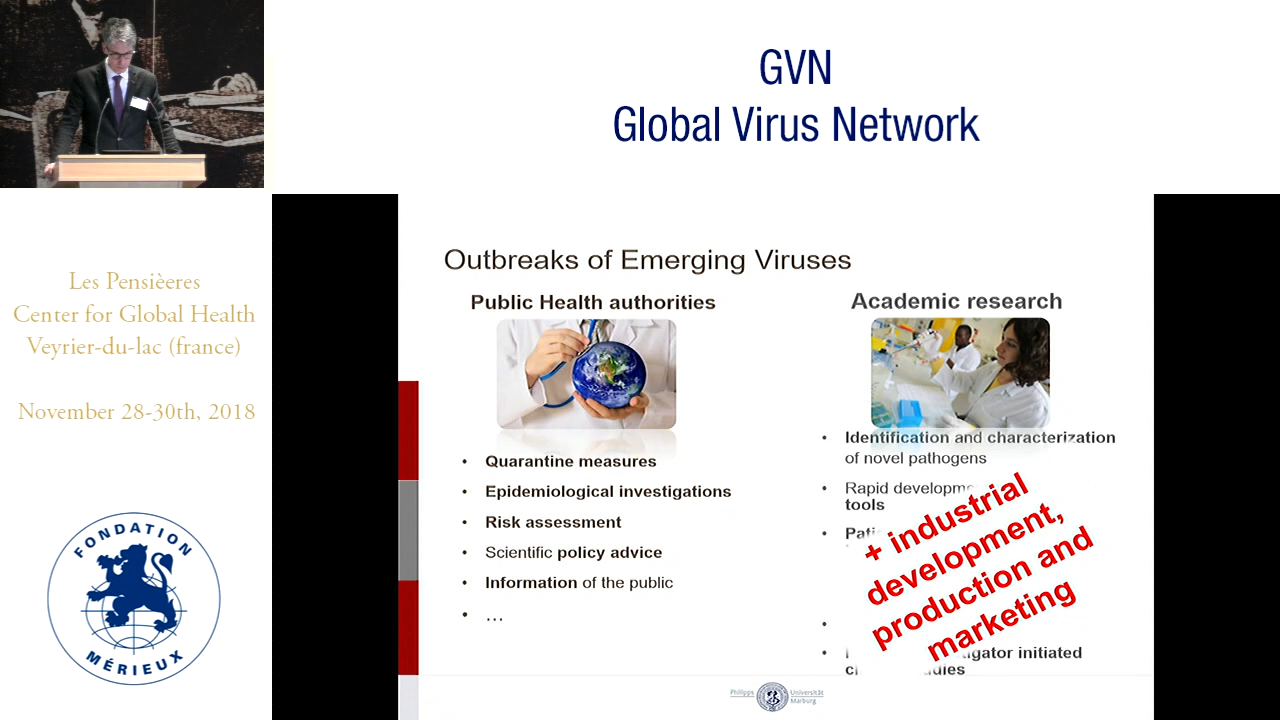 GVN
Global Virus Network
Les Pensièeres
Center for Global Health
Veyrier-du-lac (france)
November 28-30th, 2018
FONDATION
MÉRIEUX
Outbreaks of Emerging Viruses
Public Health authorities
• Quarantine measures
• Epidemiological investigations
• Risk assessment
• Scientific policy advice
• Information of the public
• …
Academic research
• Identification and characterization
of novel pathogens
• Rapid
tools
•
•
• initiated
+ industrial
development,
production and
marketing
Philipps Universität
Marburg